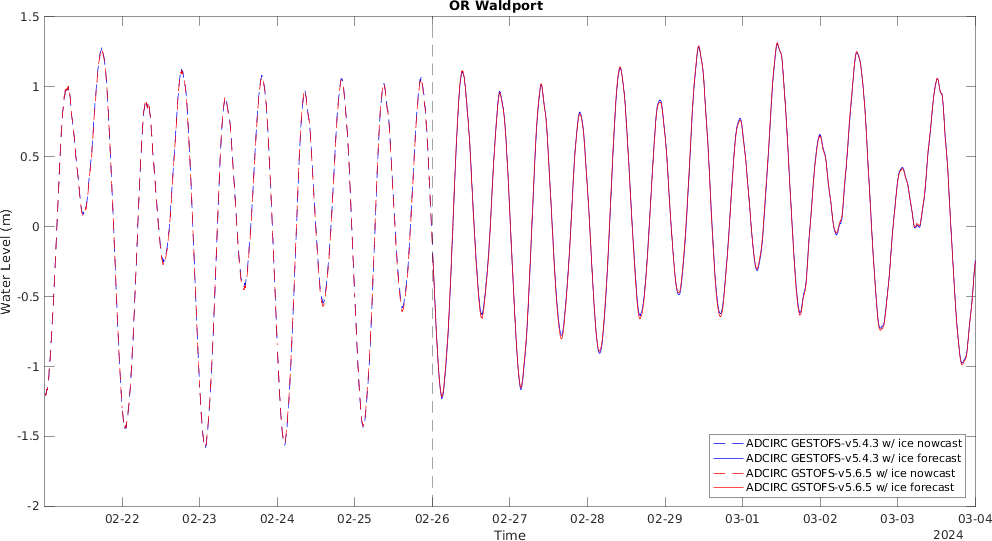 OR Waldport
1.5
1
0.5
0
-0.5
-1
-1.5
-2
Water Level (m)
ADCIRC GESTOFS-v5.4.3 w/ ice nowcast
ADCIRC GESTOFS-v5.4.3 w/ ice forecast
ADCIRC GSTOFS-v5.6.5 w/ ice nowcast
ADCIRC GSTOFS-v5.6.5 w/ ice forecast
02-22 02-23 02-24 02-25 02-26 02-27 02-28 02-29 03-01 03-02 03-03 03-04
Time
2024